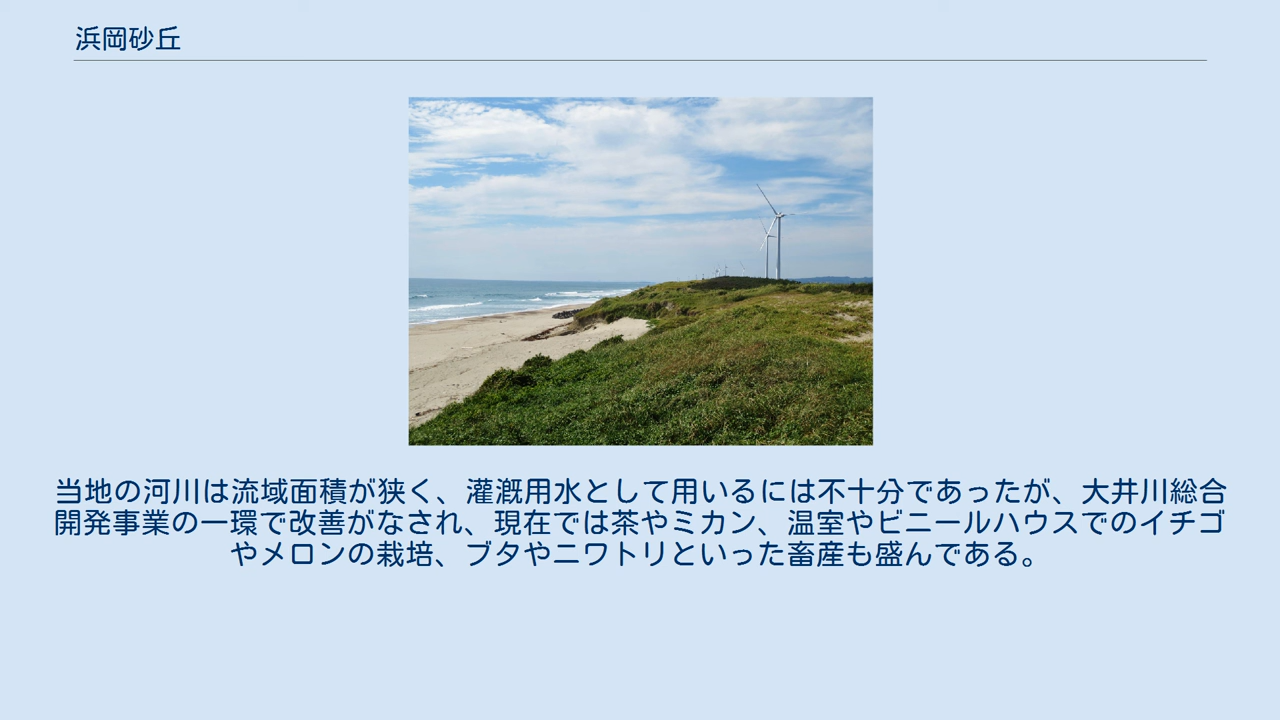 浜岡砂丘
当地の河川は流域面積が狭く、灌漑用水として用いるには不十分であったが、大井川総合
開発事業の一環で改善がなされ、現在では茶やミカン、温室やビニールハウスでのイチゴ
やメロンの栽培、ブタやニワトリといった畜産も盛んである。